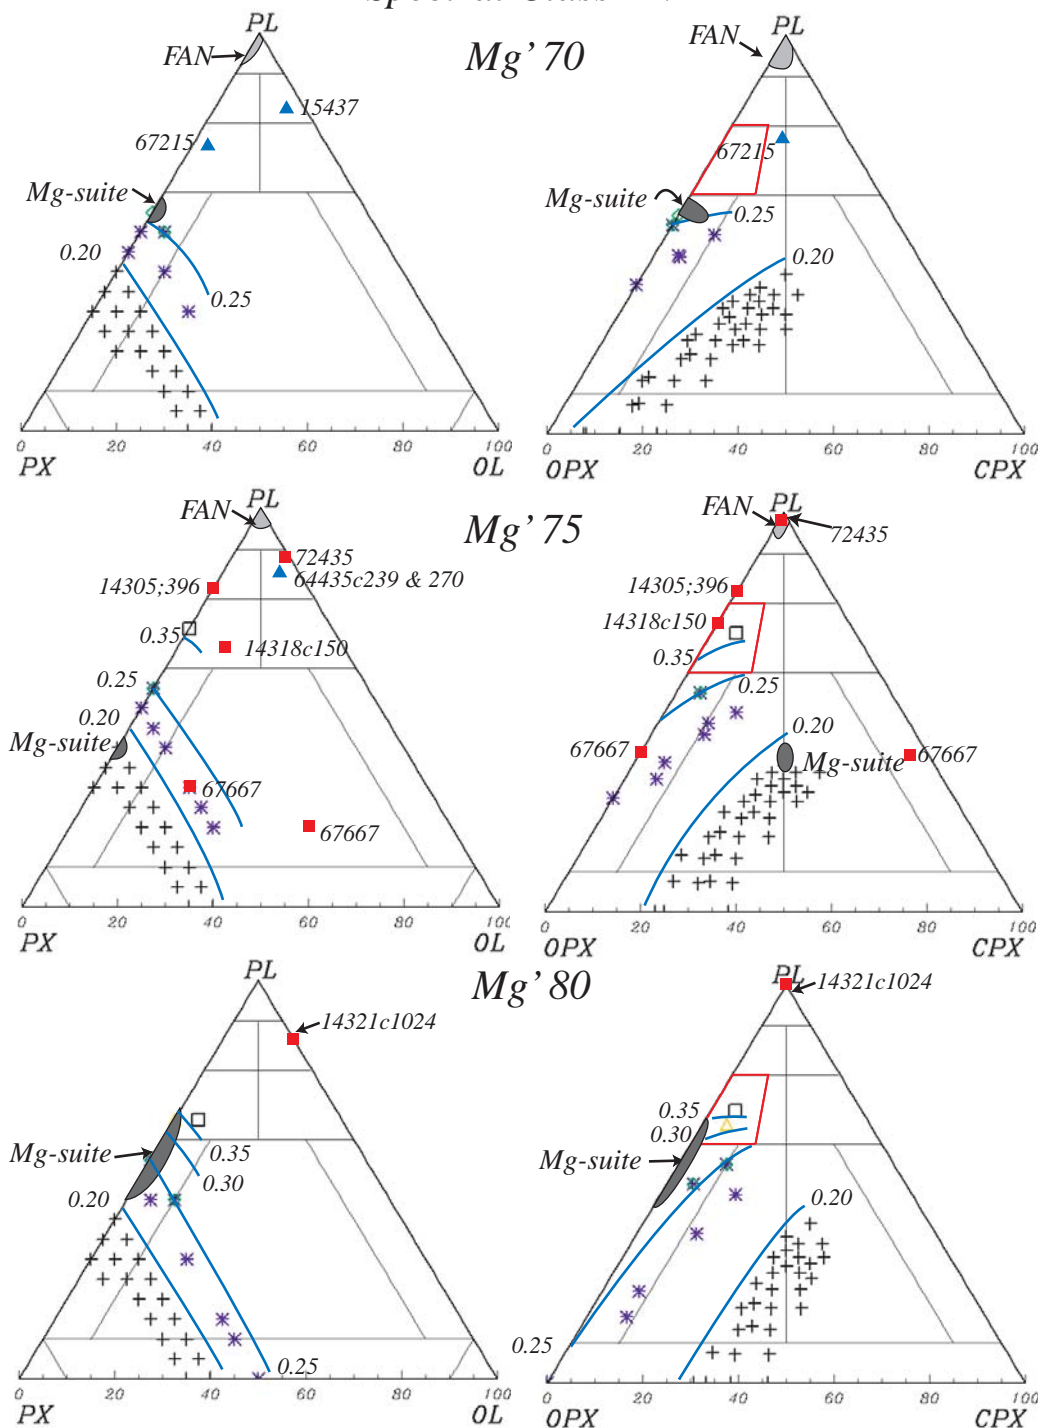 PL
FAN
Mg' 70
15437
67215
Mg-suite
0.20
0.25
0 20 40 60 80 100
PX OL
PL
FAN
67215
Mg-suite
0.25
0.20
0 20 40 60 80 100
OPX CPX
PL
FAN
Mg' 75
72435
64435c239 & 270
14305;396
0.35
14318c150
0.25
0.20
Mg-suite
67667
67667
0 20 40 60 80 100
PX OL
PL
FAN
72435
14305;396
14318c150
0.35
0.25
0.20
67667
Mg-suite
67667
0 20 40 60 80 100
OPX CPX
PL
Mg' 80
14321c1024
0.35
Mg-suite
0.30
0.20
0.25
0 20 40 60 80 100
PX OL
PL
14321c1024
0.35
0.30
Mg-suite
0.20
0.25
0 20 40 60 80 100
OPX CPX